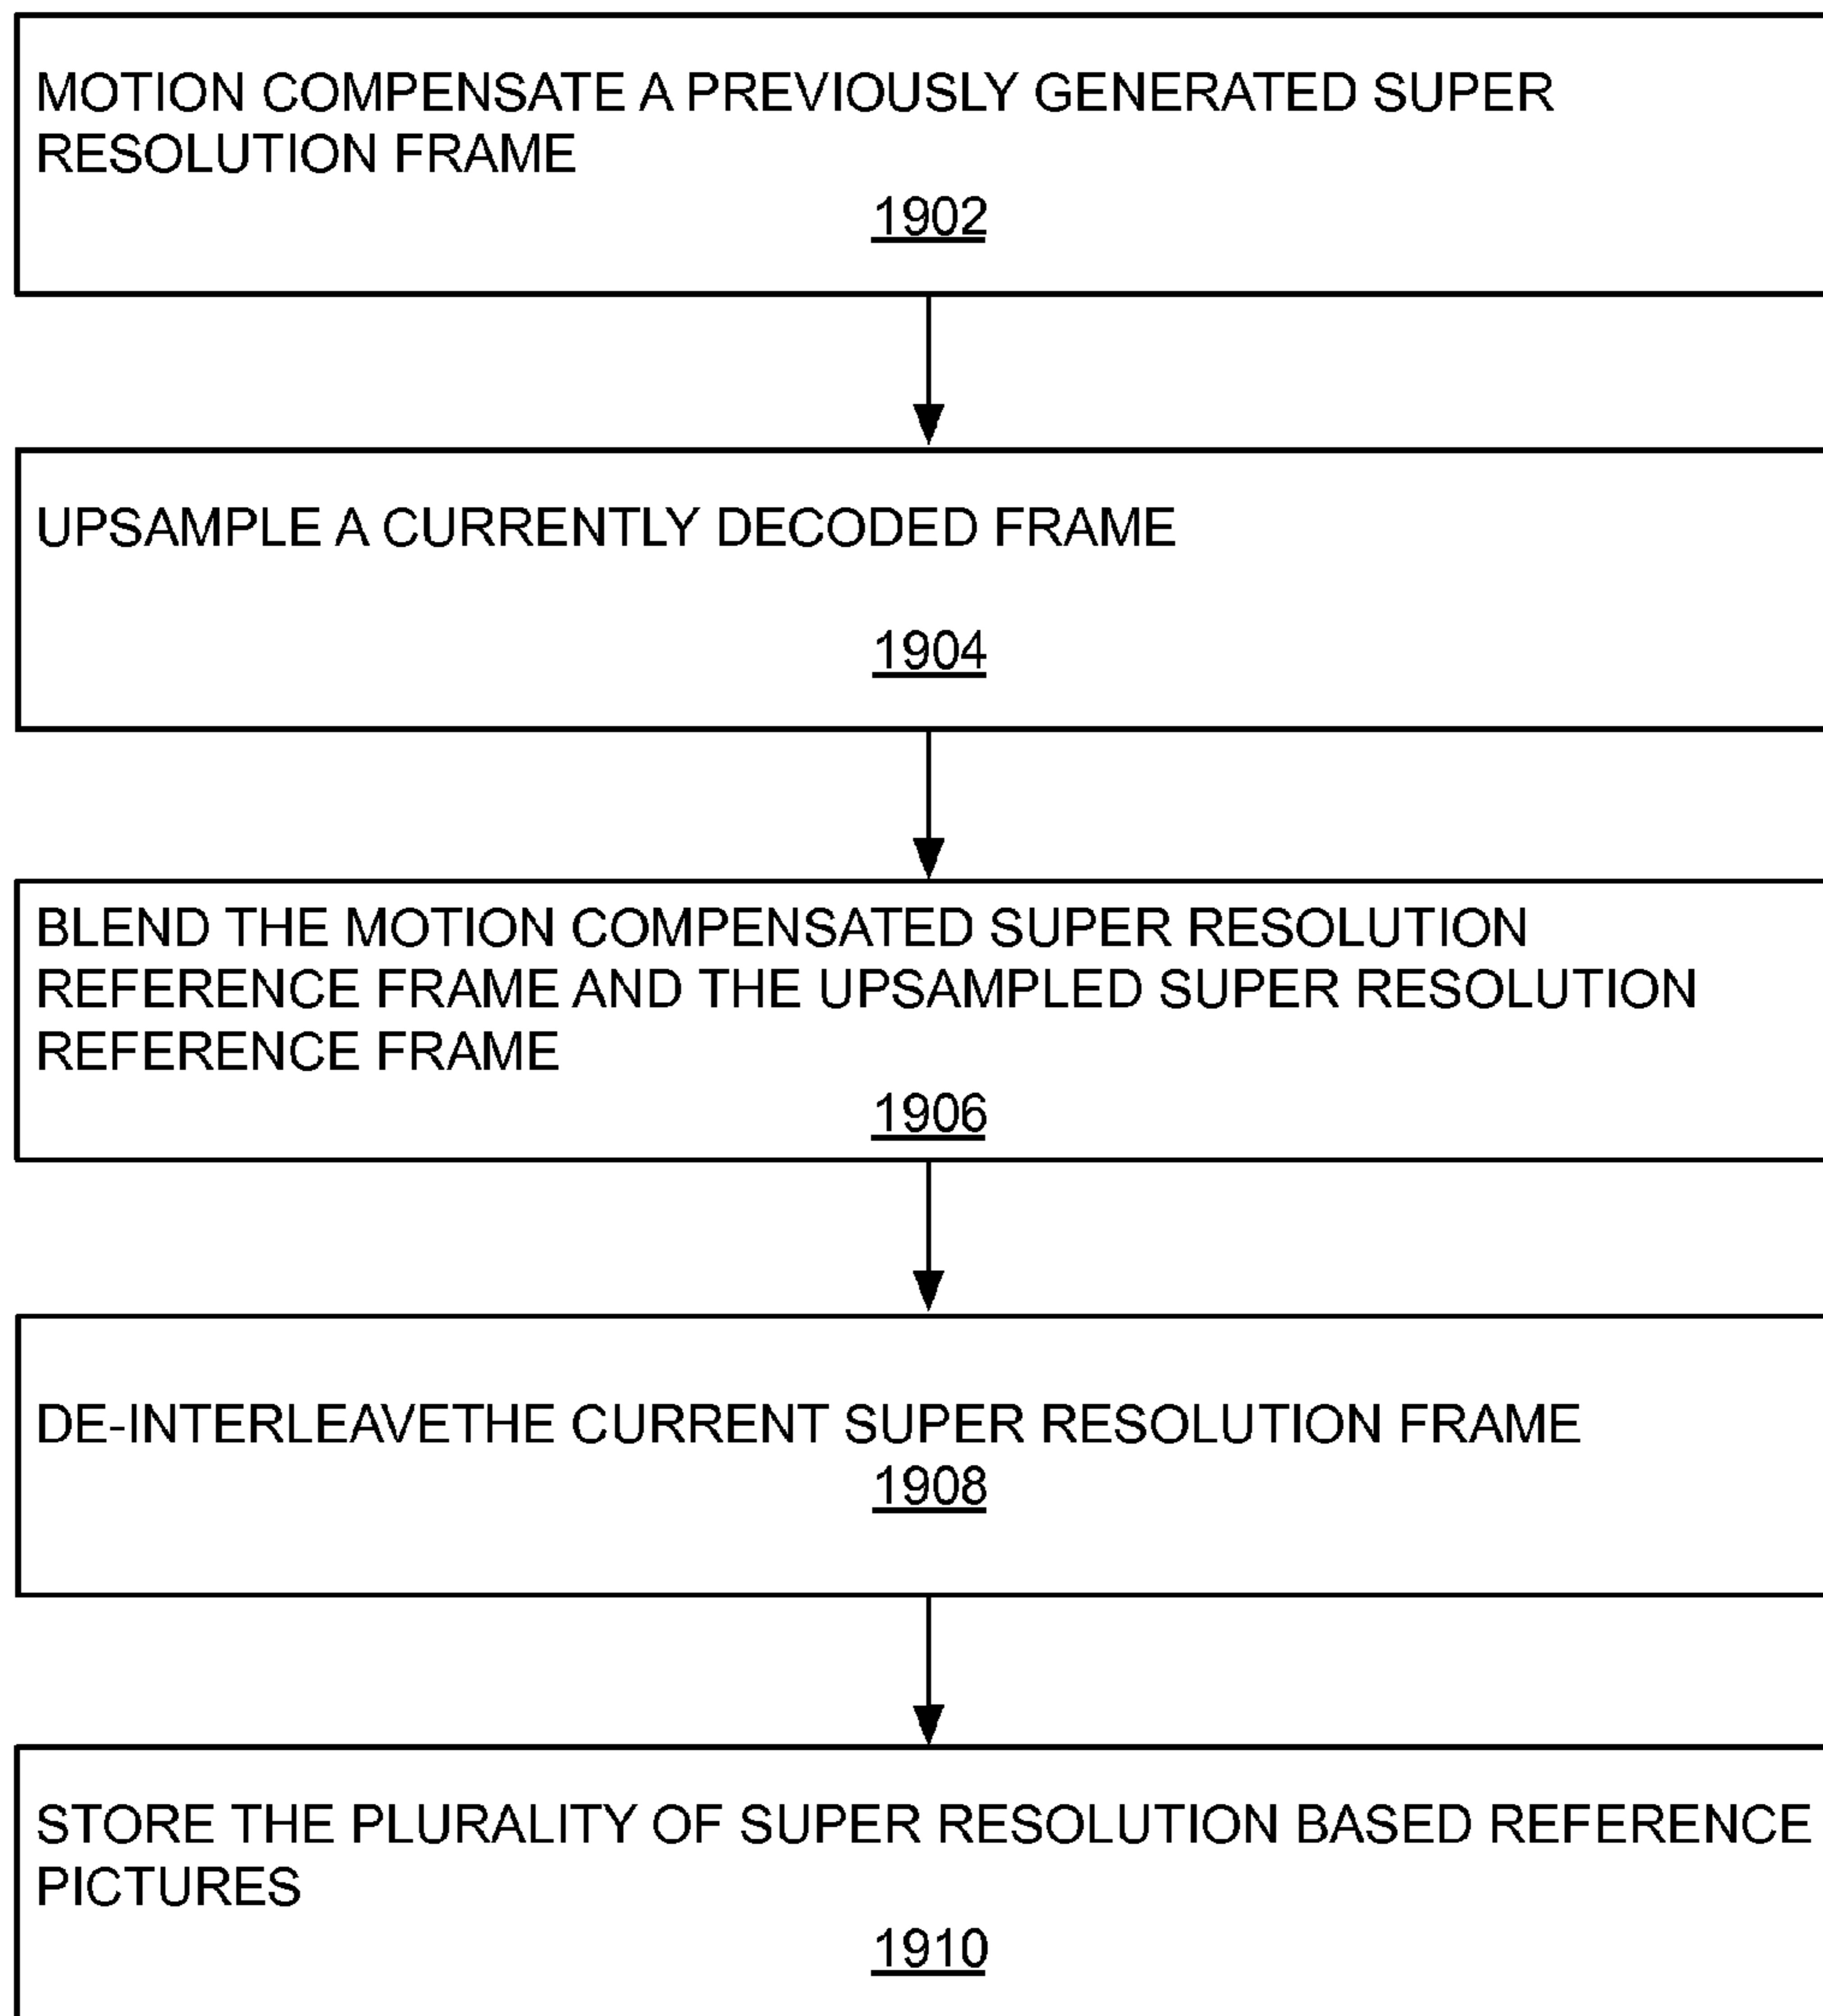 MOTION COMPENSATE A PREVIOUSLY GENERATED SUPER
RESOLUTION FRAME
1902
UPSAMPLE A CURRENTLY DECODED FRAME
1904
BLEND THE MOTION COMPENSATED SUPER RESOLUTION
REFERENCE FRAME AND THE UPSAMPLED SUPER RESOLUTION
REFERENCE FRAME
1906
DE-INTERLEAVETHE CURRENT SUPER RESOLUTION FRAME
1908
STORE THE PLURALITY OF SUPER RESOLUTION BASED REFERENCE
PICTURES
1910